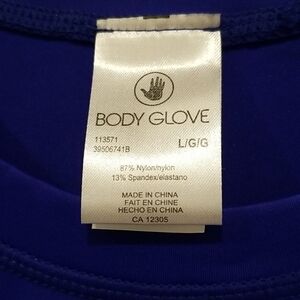 BODY GLOVE
113571
39506741B
L/G/G
87% Nylon/nylon
13% Spandex/elastano
MADE IN CHINA
FAIT EN CHINE
HECHO EN CHINA
CA 12305